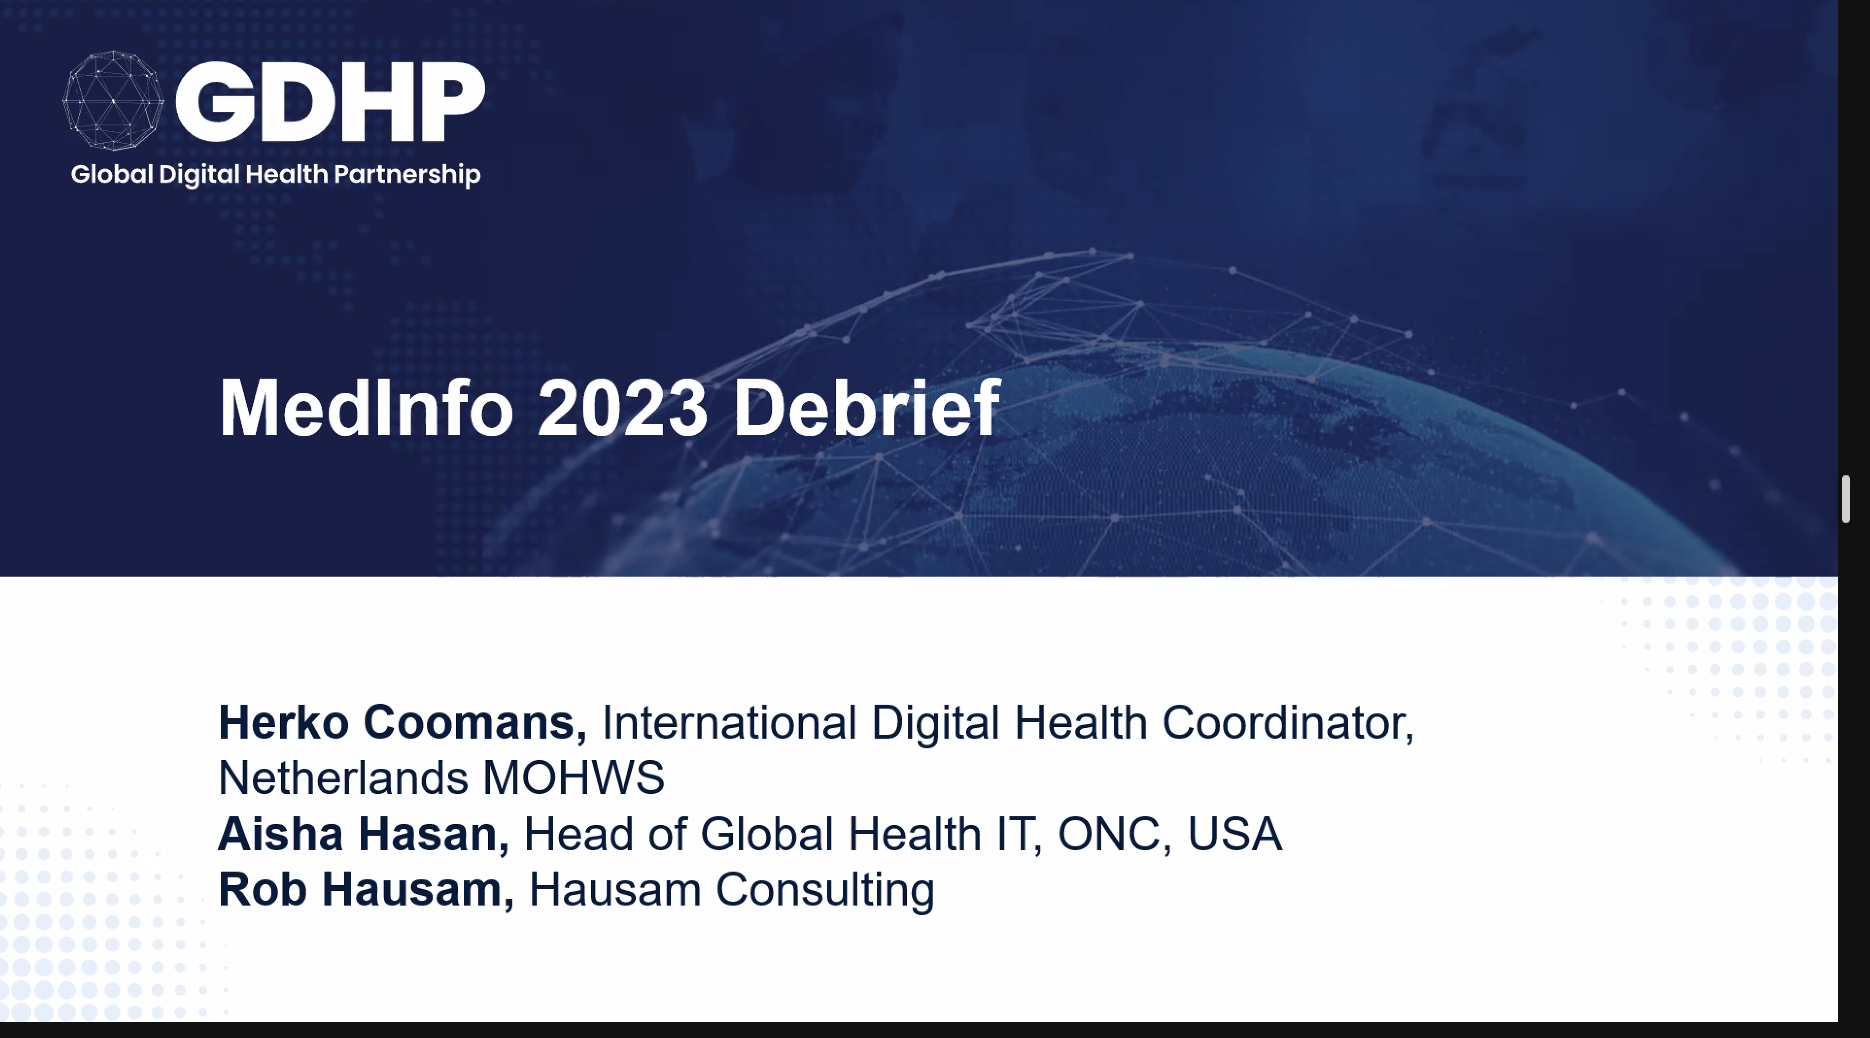 GDHP
Global Digital Health Partnership
MedInfo 2023 Debrief
Herko Coomans, International Digital Health Coordinator,
Netherlands MOHWS
Aisha Hasan, Head of Global Health IT, ONC, USA
Rob Hausam, Hausam Consulting